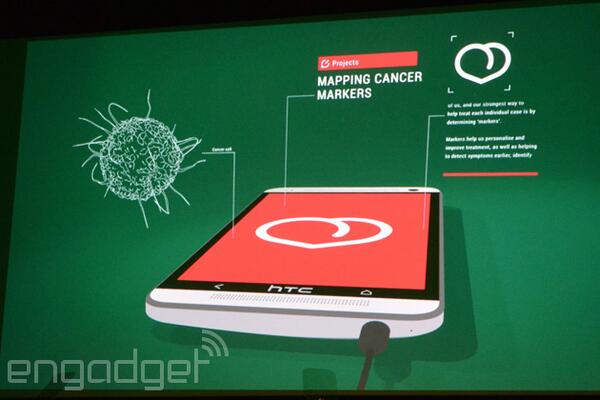 Projects
MAPPING CANCER
MARKERS
of us, and our strongest way to
help treat each individual case is by
determining 'markers'.
Markers help us personalise and
improve treatment, as well as helping
to detect symptoms earlier, identify
Cancer cell
hTC
engadget